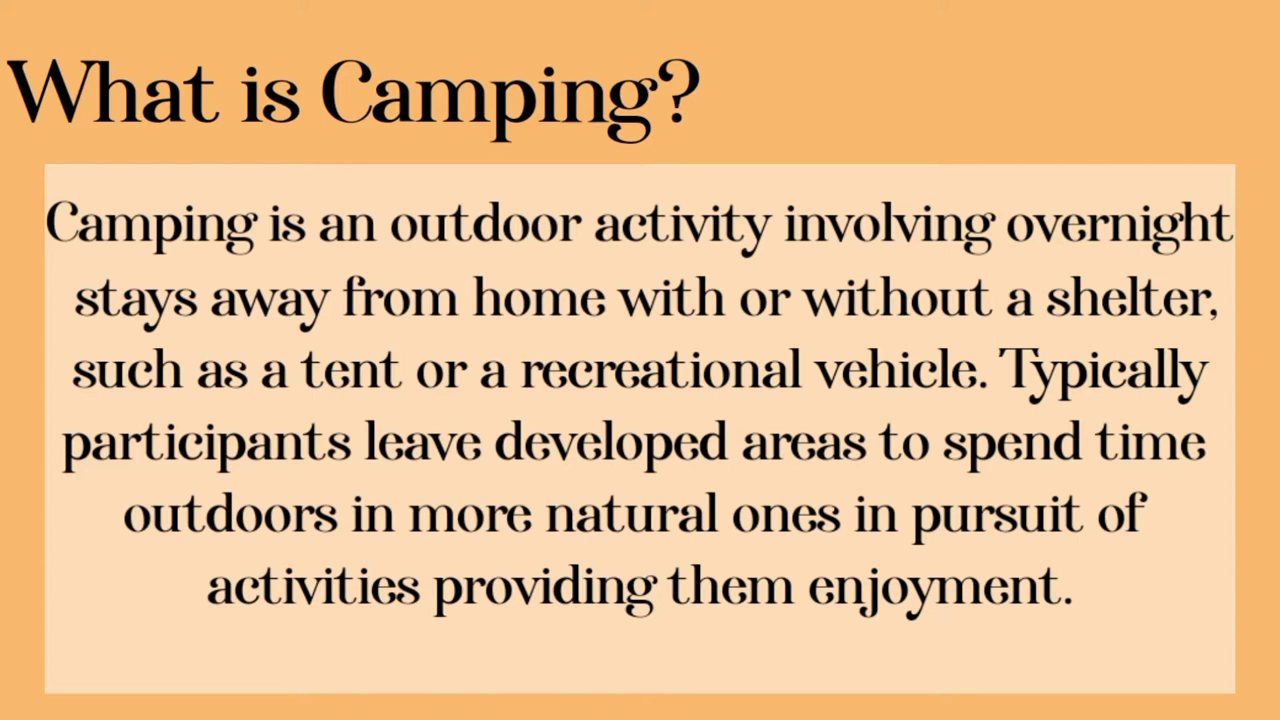 What is Camping?
Camping is an outdoor activity involving overnight
stays away from home with or without a shelter,
such as a tent or a recreational vehicle. Typically
participants leave developed areas to spend time
outdoors in more natural ones in pursuit of
activities providing them enjoyment.